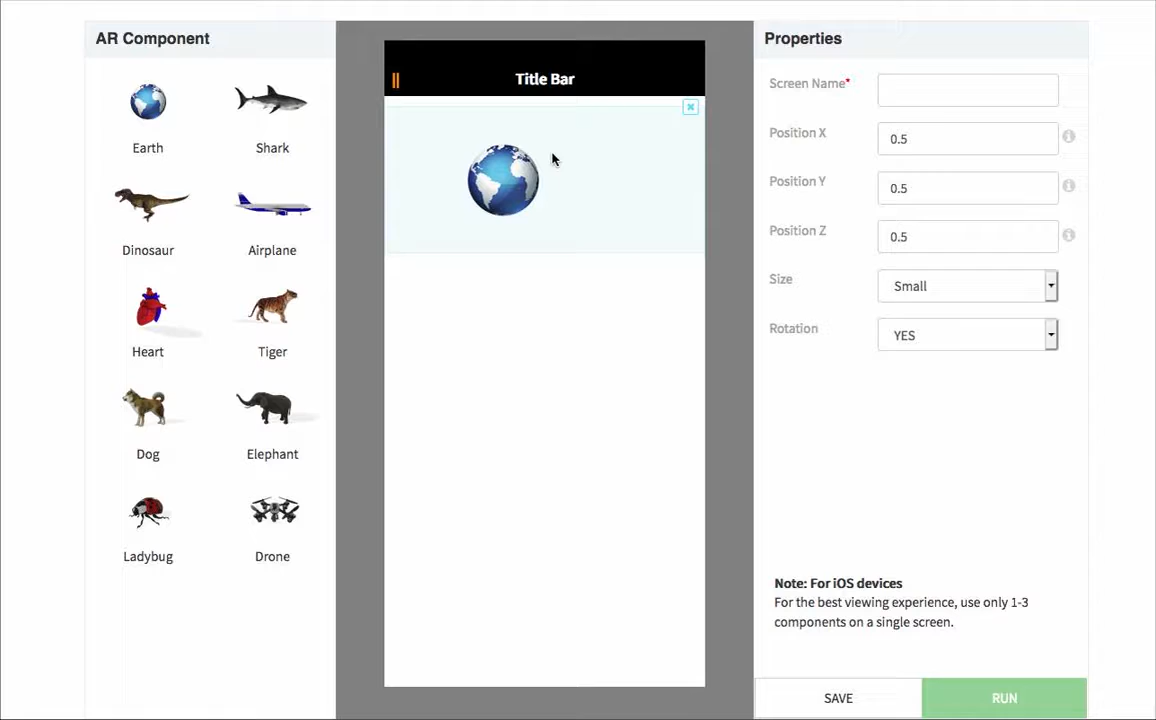 AR Component
Earth
Shark
Dinosaur
Airplane
Heart
Tiger
Dog
Elephant
Ladybug
Drone
Title Bar
Properties
Screen Name*
Position X
0.5
Position Y
0.5
Position Z
0.5
Size
Small
Rotation
YES
Note: For iOS devices
For the best viewing experience, use only 1-3
components on a single screen.
SAVE
RUN